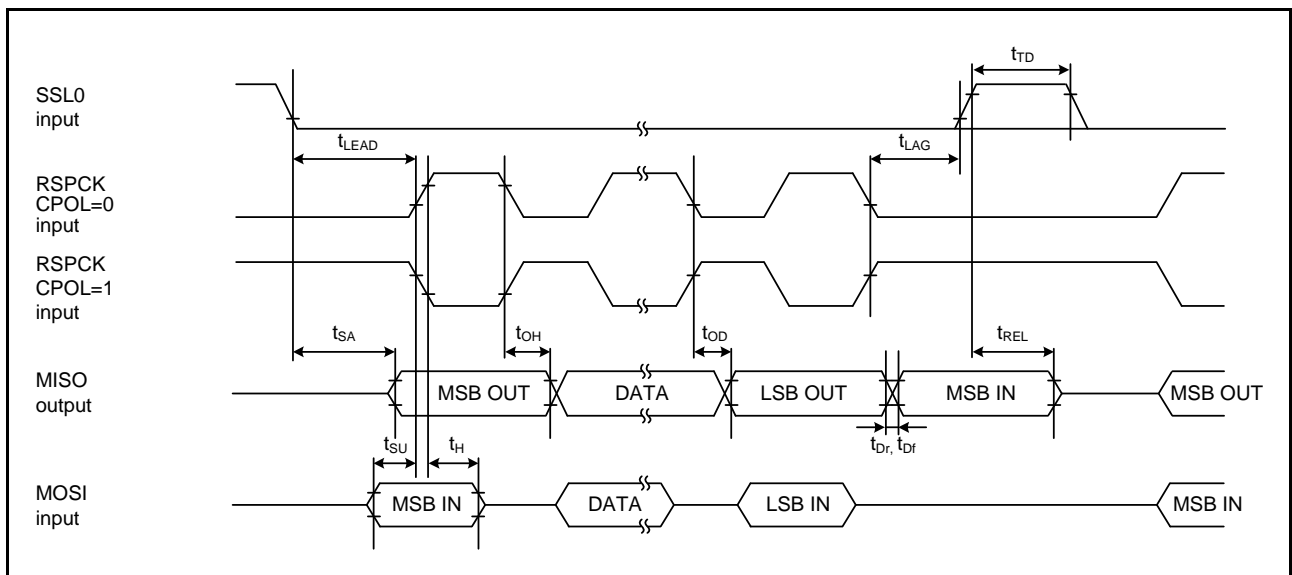 tTD
SSL0
input
tLEAD
tLAG
RSPCK
CPOL=0
input
RSPCK
CPOL=1
input
tSA
tOH
tOD
tREL
MISO
output
MSB OUT
DATA
LSB OUT
MSB IN
MSB OUT
tSU
tH
tDr, tDf
MOSI
input
MSB IN
DATA
LSB IN
MSB IN